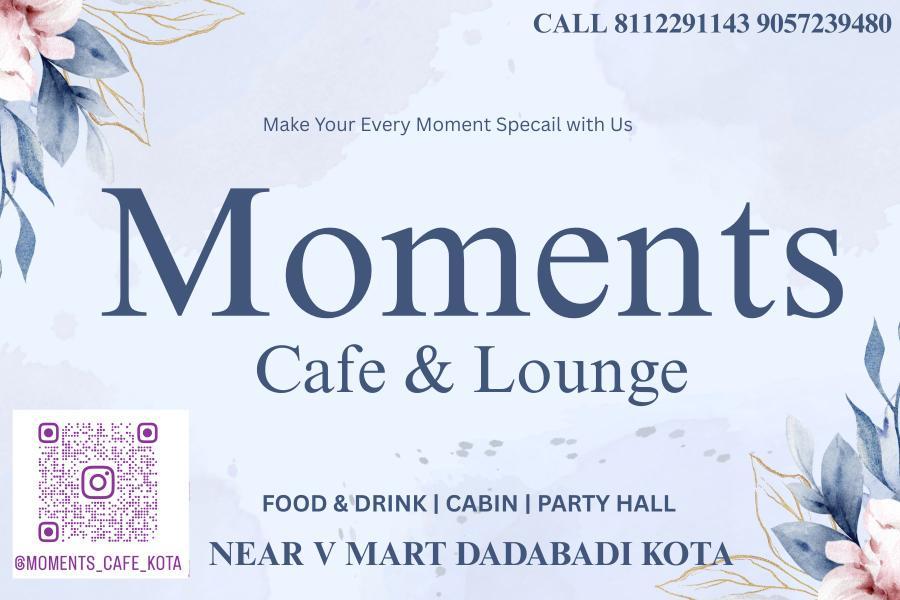 CALL 8112291143 9057239480
Make Your Every Moment Specail with Us
Moments
Cafe & Lounge
FOOD & DRINK | CABIN | PARTY HALL
NEAR V MART DADABADI KOTA
@MOMENTS_CAFE_KOTA